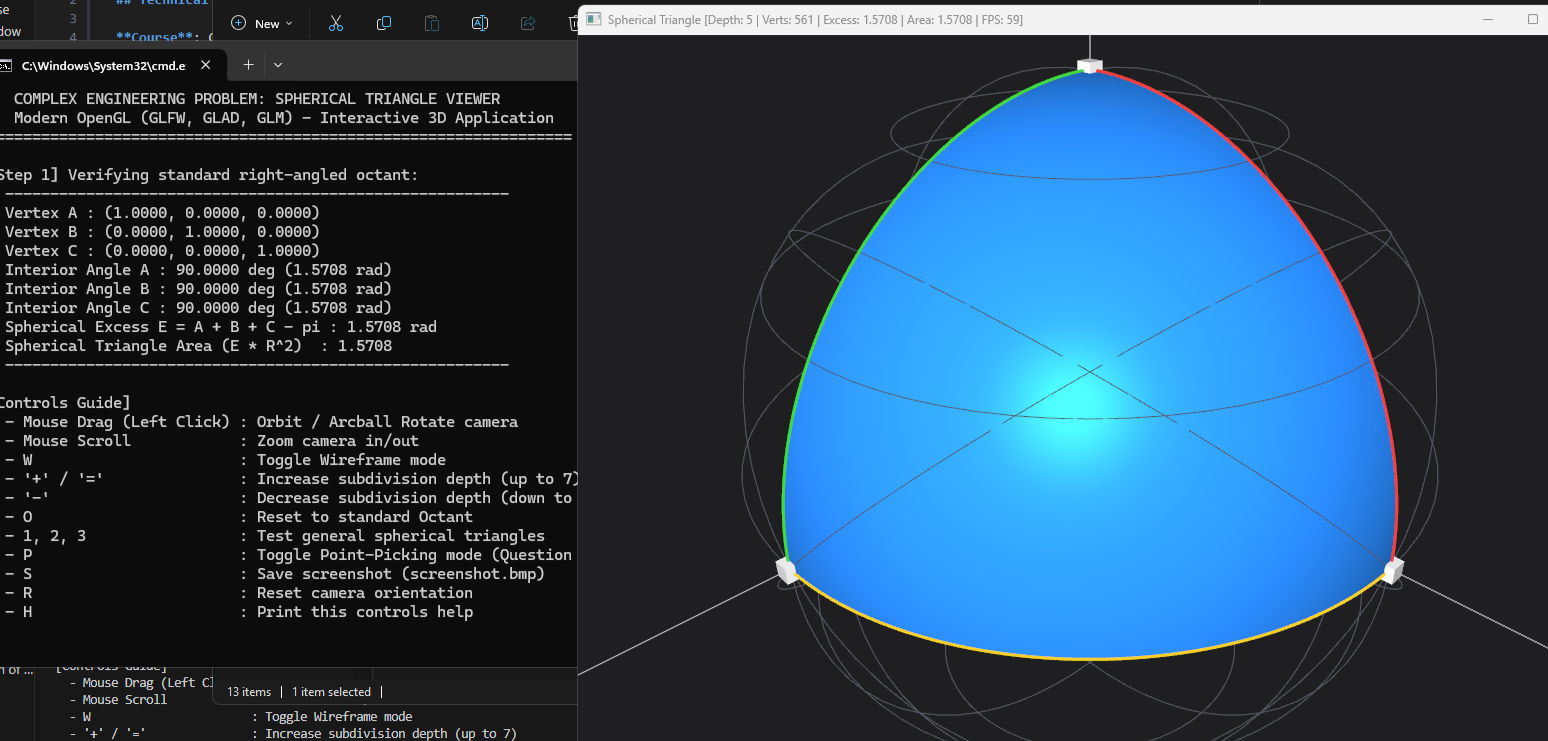 se
dow
2
3
4
## Technical
**Course**:
New
C:\Windows\System32\cmd.e
COMPLEX ENGINEERING PROBLEM: SPHERICAL TRIANGLE VIEWER
Modern OpenGL (GLFW, GLAD, GLM) - Interactive 3D Application
=================================================================
Step 1] Verifying standard right-angled octant:
--------------------------------------------------------
Vertex A : (1.0000, 0.0000, 0.0000)
Vertex B : (0.0000, 1.0000, 0.0000)
Vertex C : (0.0000, 0.0000, 1.0000)
Interior Angle A : 90.0000 deg (1.5708 rad)
Interior Angle B : 90.0000 deg (1.5708 rad)
Interior Angle C : 90.0000 deg (1.5708 rad)
Spherical Excess E = A + B + C - pi : 1.5708 rad
Spherical Triangle Area (E * R^2)  : 1.5708
--------------------------------------------------------
Controls Guide]
- Mouse Drag (Left Click) : Orbit / Arcball Rotate camera
- Mouse Scroll : Zoom camera in/out
- W : Toggle Wireframe mode
- '+' / '=' : Increase subdivision depth (up to 7)
- '-' : Decrease subdivision depth (down to
- O : Reset to standard Octant
- 1, 2, 3 : Test general spherical triangles
- P : Toggle Point-Picking mode (Question
- S : Save screenshot (screenshot.bmp)
- R : Reset camera orientation
- H : Print this controls help
[Controls Guide]
- Mouse Drag (Left Cl
- Mouse Scroll
- W : Toggle Wireframe mode
- '+' / '=' : Increase subdivision depth (up to 7)
13 items | 1 item selected |
Spherical Triangle [Depth: 5 | Verts: 561 | Excess: 1.5708 | Area: 1.5708 | FPS: 59]